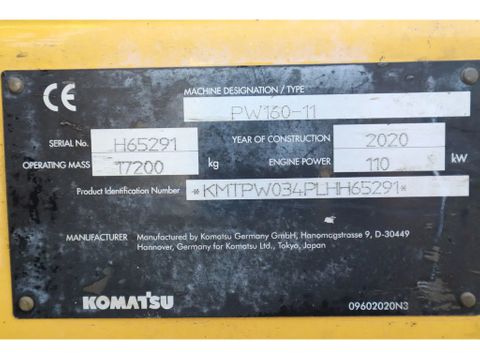 CE
MACHINE DESIGNATION / TYPE
PW160-11
SERIAL No. H65291 YEAR OF CONSTRUCTION 2020
OPERATING MASS 17200 kg ENGINE POWER 110 kW
Product Identification Number *KMTPW034PLHH65291*
MANUFACTURER Manufactured by Komatsu Germany GmbH, Hanomagstrasse 9, D-30449
Hannover, Germany for Komatsu Ltd., Tokyo, Japan
KOMATSU
09602020N3